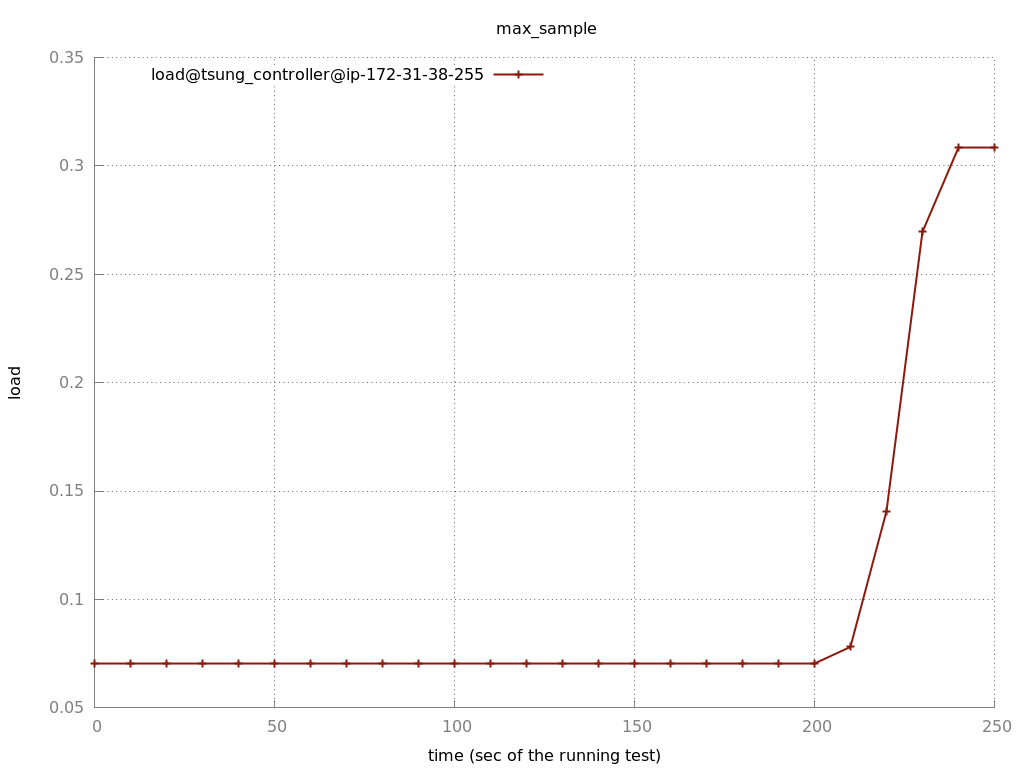 max_sample
load@tsung_controller@ip-172-31-38-255
0.35
0.3
0.25
0.2
0.15
0.1
0.05
load
0 50 100 150 200 250
time (sec of the running test)